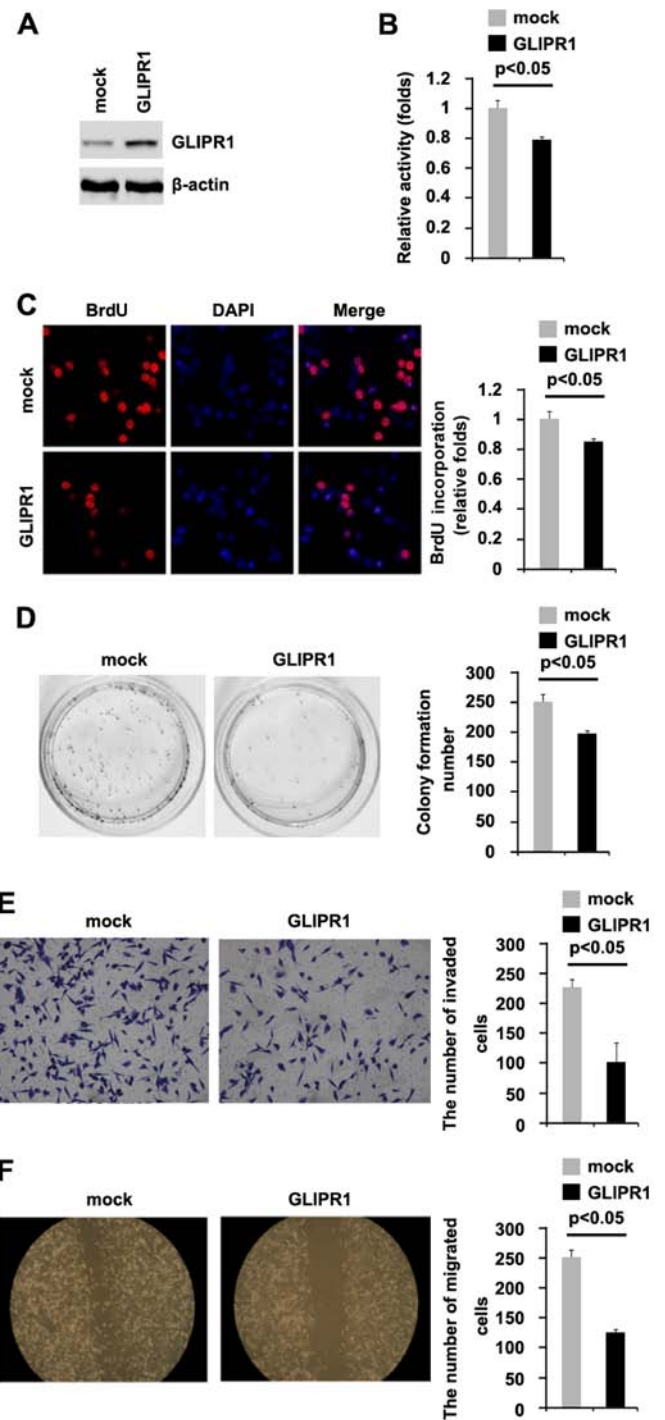 A
mock
GLIPR1
GLIPR1
β-actin
B
mock
GLIPR1
p<0.05
Relative activity (folds)
1.2
1
0.8
0.6
0.4
0.2
0
C
BrdU
DAPI
Merge
mock
GLIPR1
mock
GLIPR1
p<0.05
BrdU incorporation
(relative folds)
1.2
1
0.8
0.6
0.4
0.2
0
D
mock
GLIPR1
mock
GLIPR1
p<0.05
Colony formation
number
300
250
200
150
100
50
0
E
mock
GLIPR1
mock
GLIPR1
p<0.05
The number of invaded
cells
300
250
200
150
100
50
0
F
mock
GLIPR1
mock
GLIPR1
p<0.05
The number of migrated
cells
300
250
200
150
100
50
0